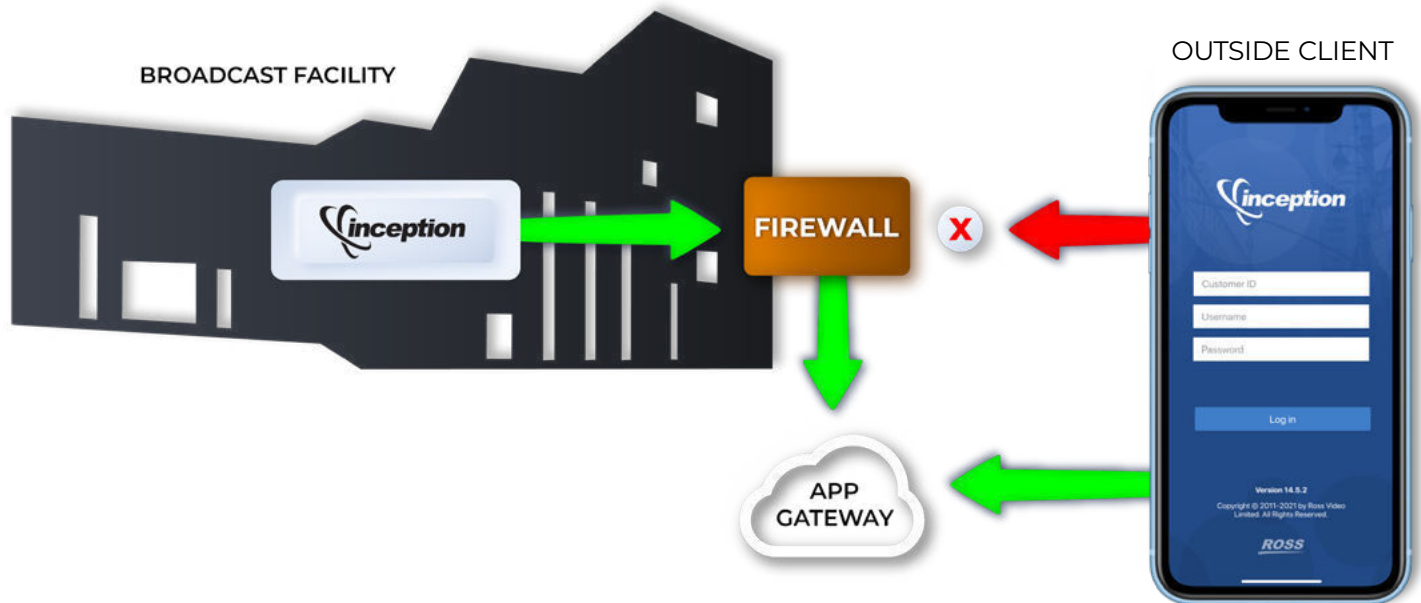 OUTSIDE CLIENT
BROADCAST FACILITY
inception
FIREWALL
X
APP
GATEWAY
inception
Customer ID
Username
Password
Log in
Version 14.5.2
Copyright © 2011-2021 by Ross Video
Limited. All Rights Reserved.
ROSS